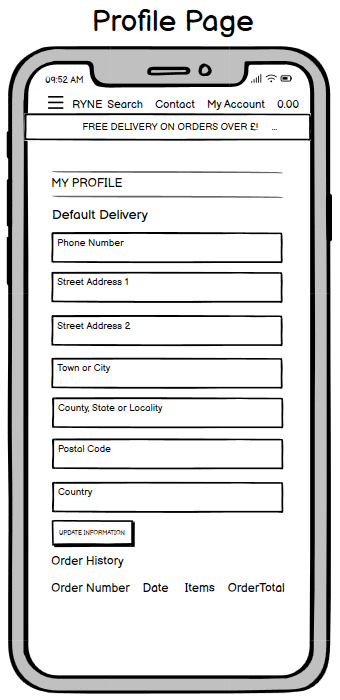 Profile Page
09:52 AM
RYNE Search Contact My Account 0.00
FREE DELIVERY ON ORDERS OVER £! ...
MY PROFILE
Default Delivery
Phone Number
Street Address 1
Street Address 2
Town or City
County, State or Locality
Postal Code
Country
UPDATE INFORMATION
Order History
Order Number Date Items OrderTotal